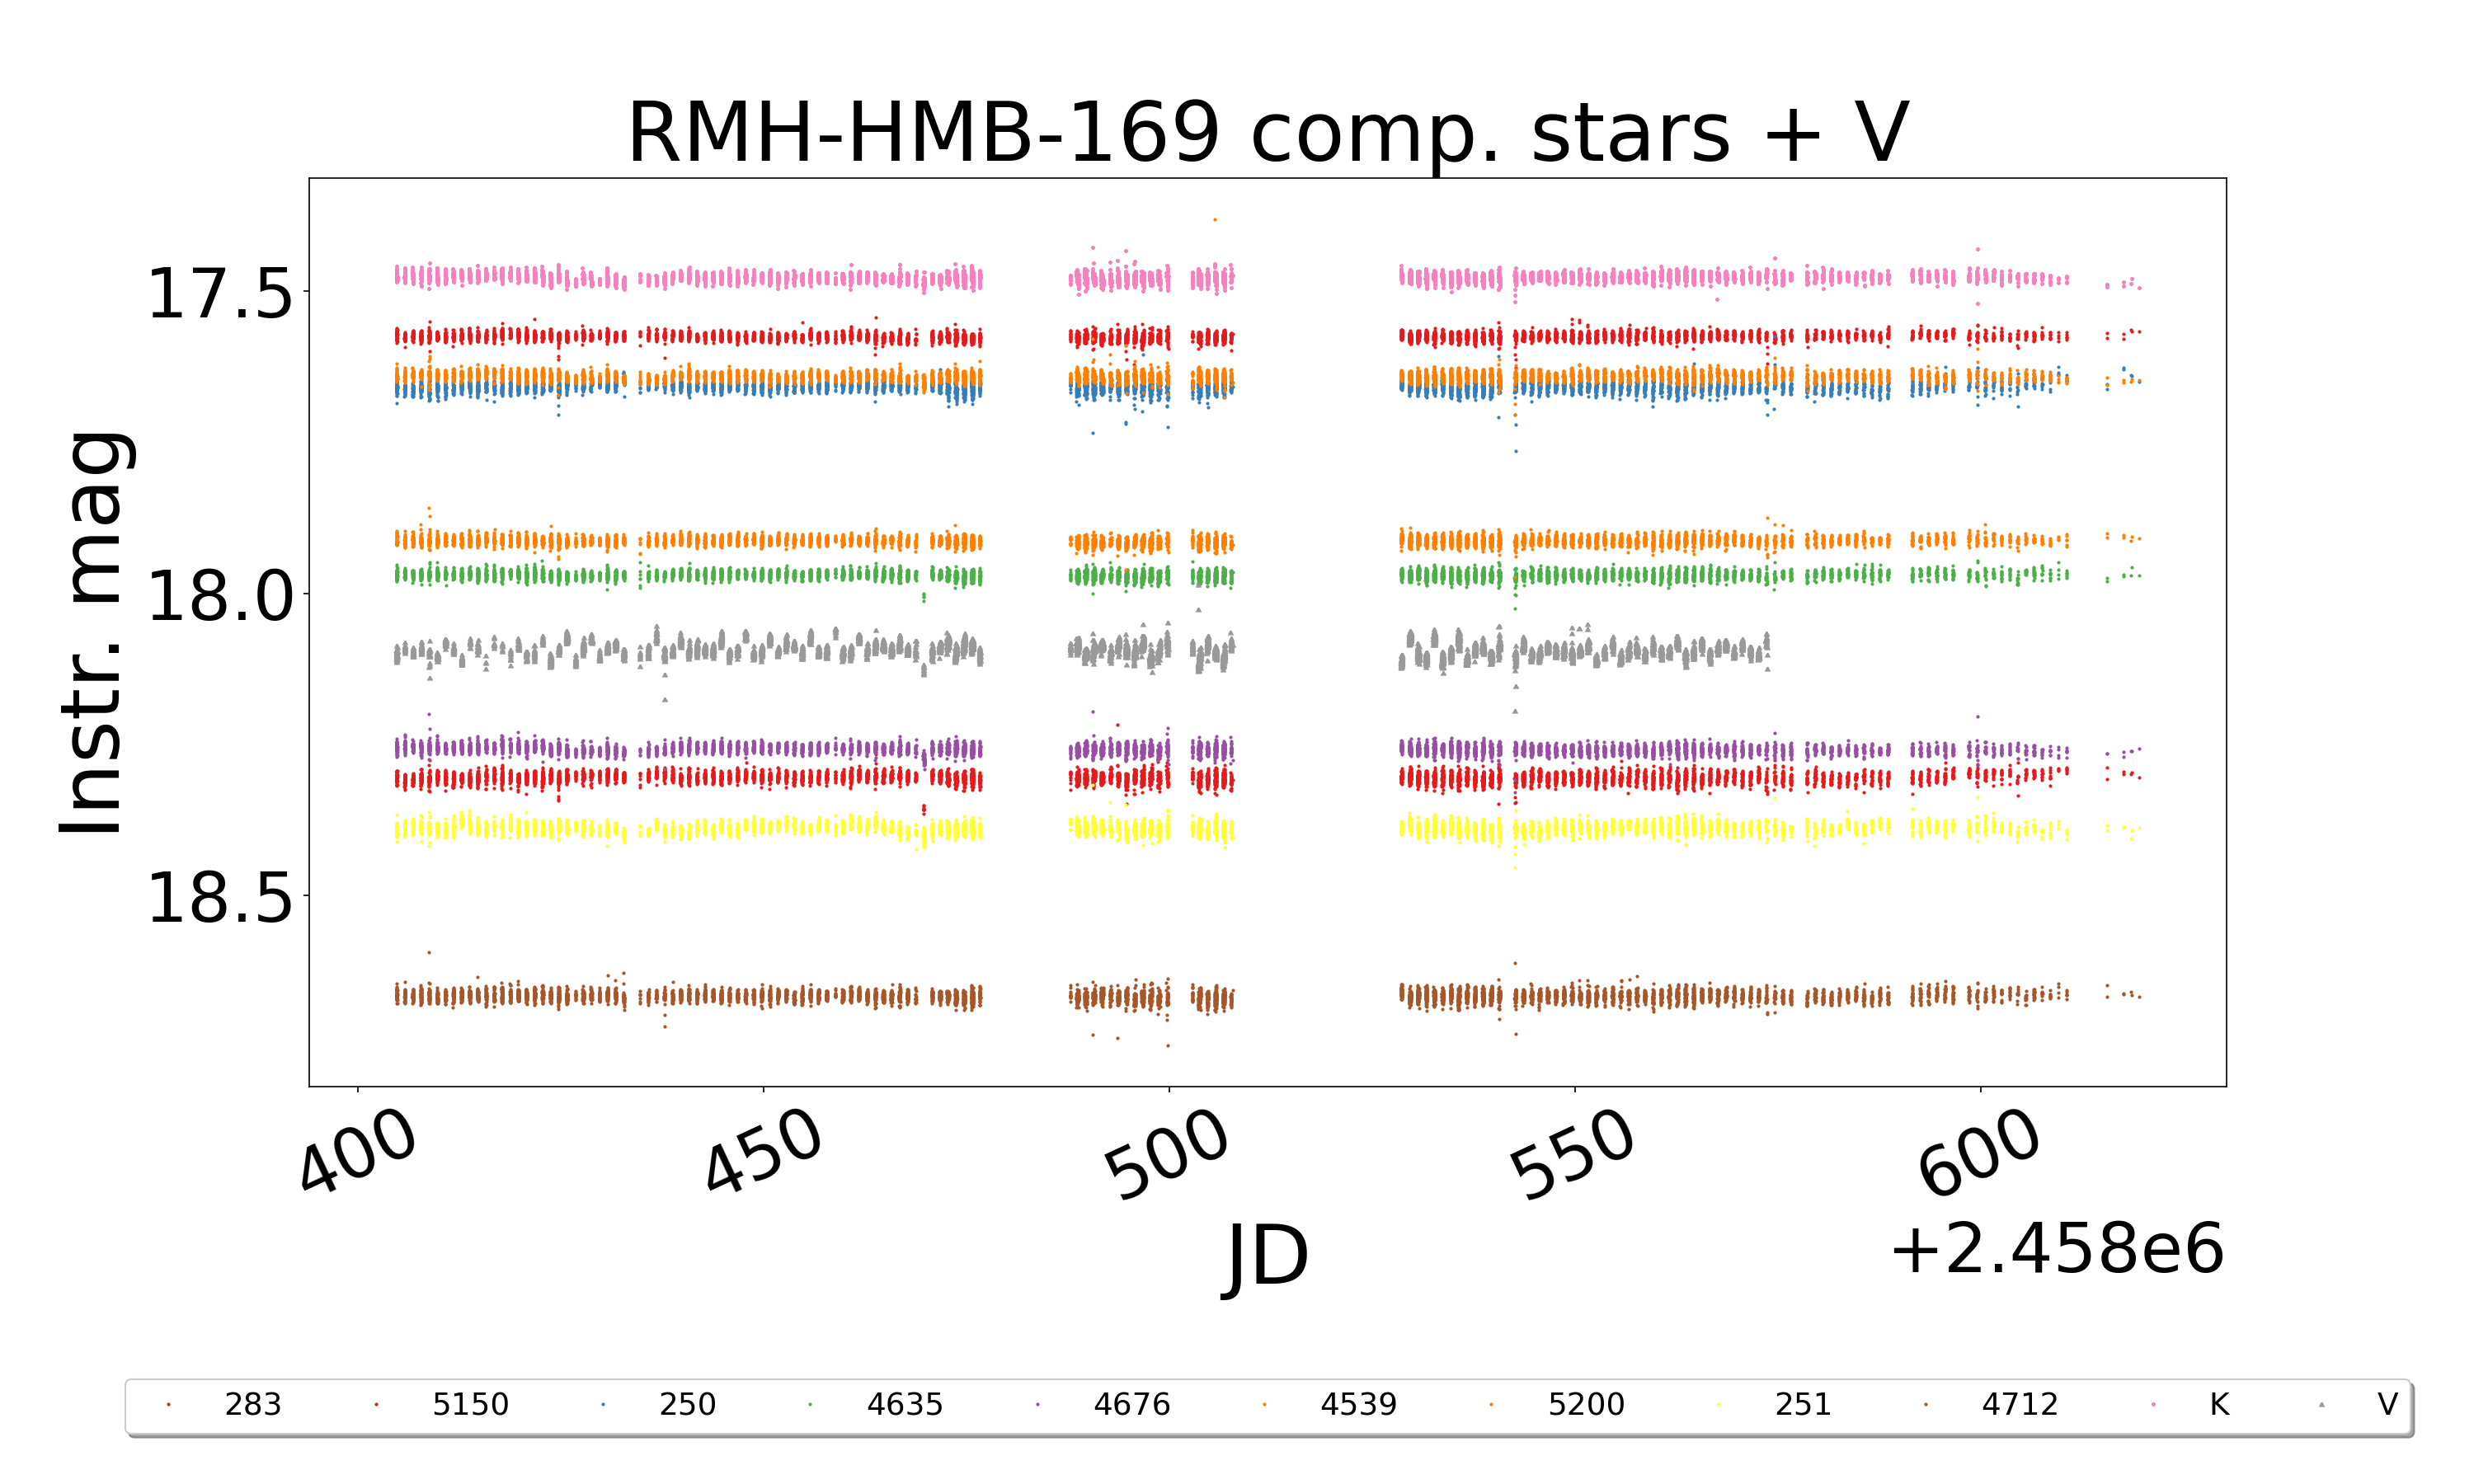 RMH-HMB-169 comp. stars + V
Instr. mag
17.5
18.0
18.5
400 450 500 550 600
JD
+2.458e6
283 5150 250 4635 4676 4539 5200 251 4712 K V